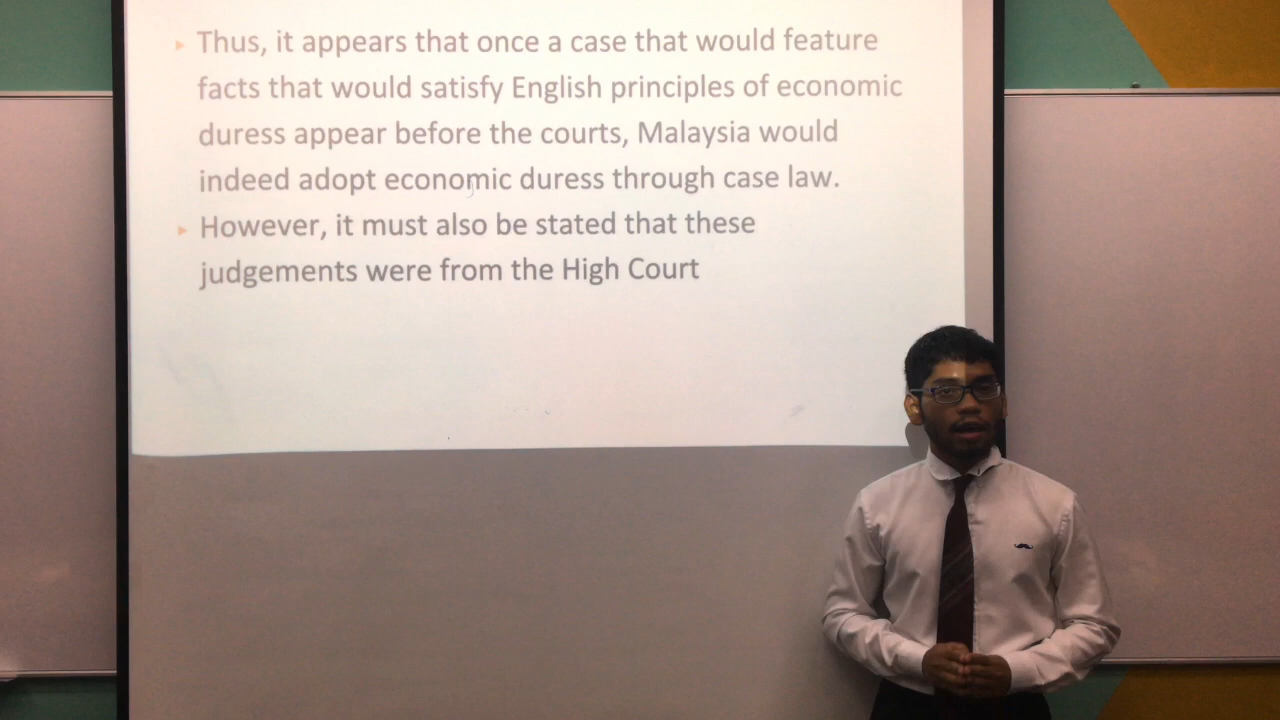 Thus, it appears that once a case that would feature
facts that would satisfy English principles of economic
duress appear before the courts, Malaysia would
indeed adopt economic duress through case law.
However, it must also be stated that these
judgements were from the High Court